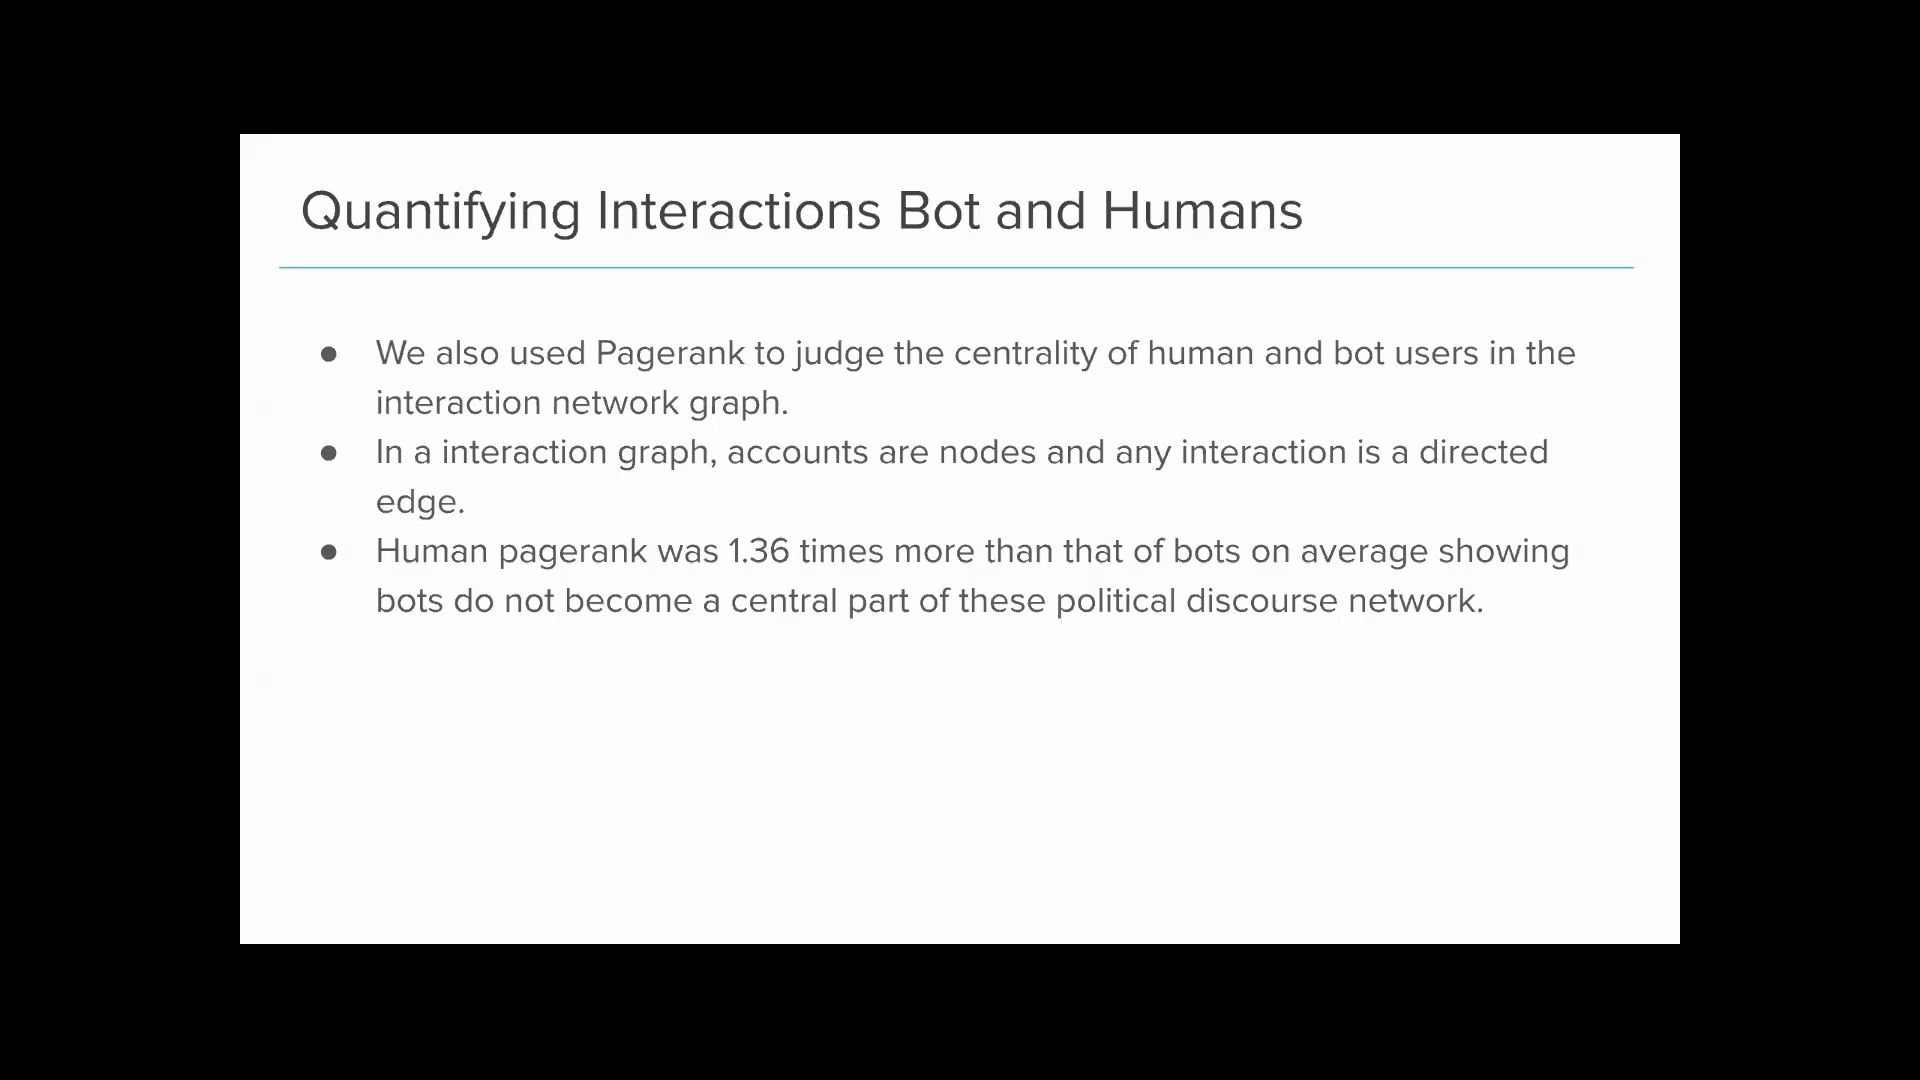 Quantifying Interactions Bot and Humans
● We also used Pagerank to judge the centrality of human and bot users in the
interaction network graph.
● In a interaction graph, accounts are nodes and any interaction is a directed
edge.
● Human pagerank was 1.36 times more than that of bots on average showing
bots do not become a central part of these political discourse network.